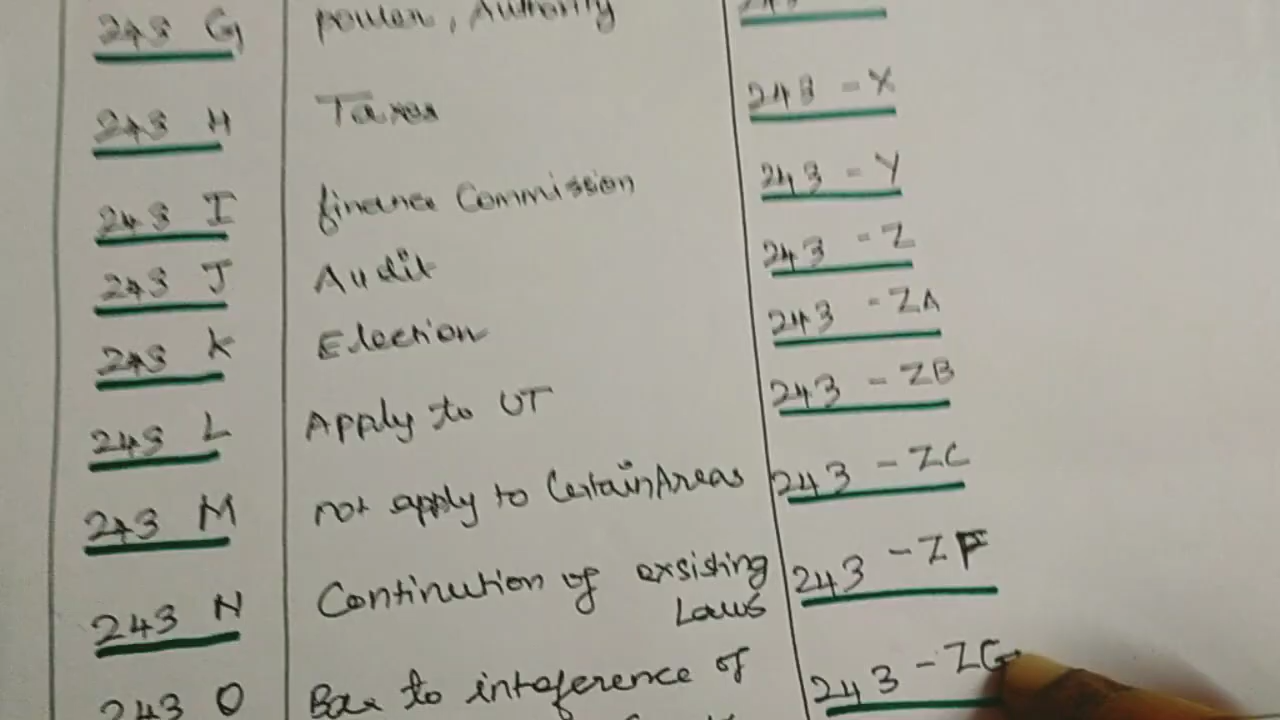 243 G power, Authority
243 H Taxes 243 - X
243 I finance Commission 243 - Y
243 J Audit 243 - Z
243 K Election 243 - ZA
243 L Apply to UT 243 - ZB
243 M not apply to Certain Areas 243 - ZC
243 N Continution of exsisting 243 - ZF
Laws
243 O Bar to inteference of 243 - ZG